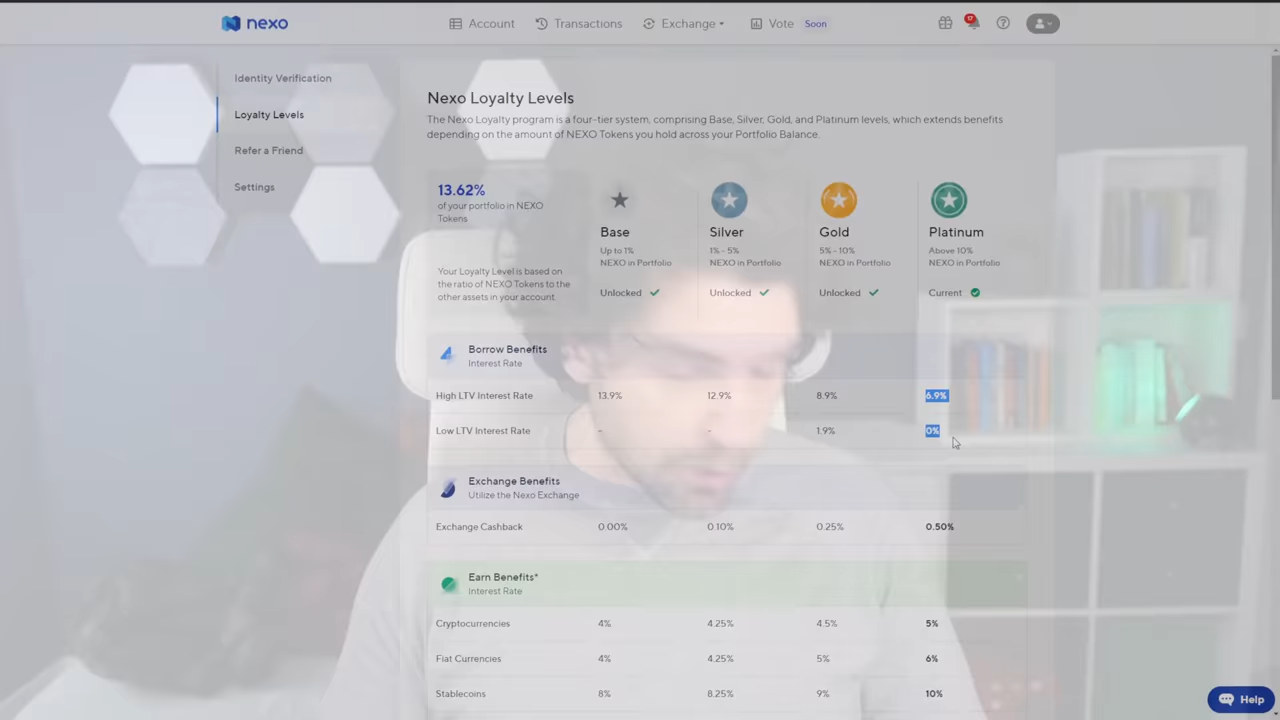 nexo
Account
Transactions
Exchange
Vote
Soon
17
Identity Verification
Loyalty Levels
Refer a Friend
Settings
Nexo Loyalty Levels
The Nexo Loyalty program is a four-tier system, comprising Base, Silver, Gold, and Platinum levels, which extends benefits
depending on the amount of NEXO Tokens you hold across your Portfolio Balance.
13.62%
of your portfolio in NEXO
Tokens
Your Loyalty Level is based on
the ratio of NEXO Tokens to the
other assets in your account.
Base
Up to 1%
NEXO in Portfolio
Unlocked
Silver
1% - 5%
NEXO in Portfolio
Unlocked
Gold
5% - 10%
NEXO in Portfolio
Unlocked
Platinum
Above 10%
NEXO in Portfolio
Current
Borrow Benefits
Interest Rate
High LTV Interest Rate 13.9% 12.9% 8.9% 6.9%
Low LTV Interest Rate - - 1.9% 0%
Exchange Benefits
Utilize the Nexo Exchange
Exchange Cashback 0.00% 0.10% 0.25% 0.50%
Earn Benefits*
Interest Rate
Cryptocurrencies 4% 4.25% 4.5% 5%
Fiat Currencies 4% 4.25% 5% 6%
Stablecoins 8% 8.25% 9% 10%
Help